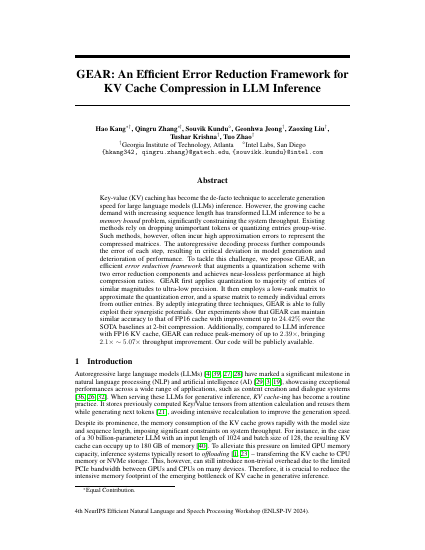 GEAR: An Efficient Error Reduction Framework for
KV Cache Compression in LLM Inference
Hao Kang*†, Qingru Zhang*†, Souvik Kundu⋄, Geonhwa Jeong†, Zaoxing Liu†,
Tushar Krishna†, Tuo Zhao†
†Georgia Institute of Technology, Atlanta ⋄Intel Labs, San Diego
{hkang342, qingru.zhang}@gatech.edu, {souvikk.kundu}@intel.com
Abstract
Key-value (KV) caching has become the de-facto technique to accelerate generation
speed for large language models (LLMs) inference. However, the growing cache
demand with increasing sequence length has transformed LLM inference to be a
memory bound problem, significantly constraining the system throughput. Existing
methods rely on dropping unimportant tokens or quantizing entries group-wise.
Such methods, however, often incur high approximation errors to represent the
compressed matrices. The autoregressive decoding process further compounds
the error of each step, resulting in critical deviation in model generation and
deterioration of performance. To tackle this challenge, we propose GEAR, an
efficient error reduction framework that augments a quantization scheme with
two error reduction components and achieves near-lossless performance at high
compression ratios. GEAR first applies quantization to majority of entries of
similar magnitudes to ultra-low precision. It then employs a low-rank matrix to
approximate the quantization error, and a sparse matrix to remedy individual errors
from outlier entries. By adeptly integrating three techniques, GEAR is able to fully
exploit their synergistic potentials. Our experiments show that GEAR can maintain
similar accuracy to that of FP16 cache with improvement up to 24.42% over the
SOTA baselines at 2-bit compression. Additionally, compared to LLM inference
with FP16 KV cache, GEAR can reduce peak-memory of up to 2.39×, bringing
2.1× ∼ 5.07× throughput improvement. Our code will be publicly available.
1 Introduction
Autoregressive large language models (LLMs) [4, 39, 27, 28] have marked a significant milestone in
natural language processing (NLP) and artificial intelligence (AI) [29, 3, 19], showcasing exceptional
performances across a wide range of applications, such as content creation and dialogue systems
[36, 26, 32]. When serving these LLMs for generative inference, KV cache-ing has become a routine
practice. It stores previously computed Key/Value tensors from attention calculation and reuses them
while generating next tokens [21], avoiding intensive recalculation to improve the generation speed.
Despite its prominence, the memory consumption of the KV cache grows rapidly with the model size
and sequence length, imposing significant constraints on system throughput. For instance, in the case
of a 30 billion-parameter LLM with an input length of 1024 and batch size of 128, the resulting KV
cache can occupy up to 180 GB of memory [40]. To alleviate this pressure on limited GPU memory
capacity, inference systems typically resort to offloading [1, 23] – transferring the KV cache to CPU
memory or NVMe storage. This, however, can still introduce non-trivial overhead due to the limited
PCIe bandwidth between GPUs and CPUs on many devices. Therefore, it is crucial to reduce the
intensive memory footprint of the emerging bottleneck of KV cache in generative inference.
*Equal Contribution.
4th NeurIPS Efficient Natural Language and Speech Processing Workshop (ENLSP-IV 2024).